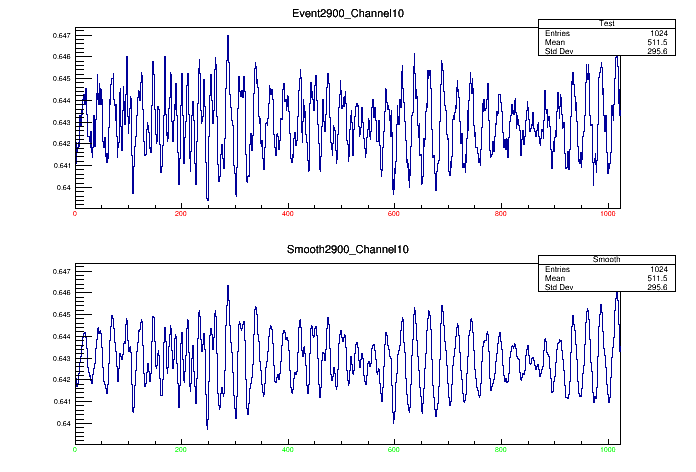 Event2900_Channel10
Test
Entries 1024
Mean 511.5
Std Dev 295.6
0.647
0.646
0.645
0.644
0.643
0.642
0.641
0.64
0 200 400 600 800 1000
Smooth2900_Channel10
Smooth
Entries 1024
Mean 511.5
Std Dev 295.6
0.647
0.646
0.645
0.644
0.643
0.642
0.641
0.64
0 200 400 600 800 1000